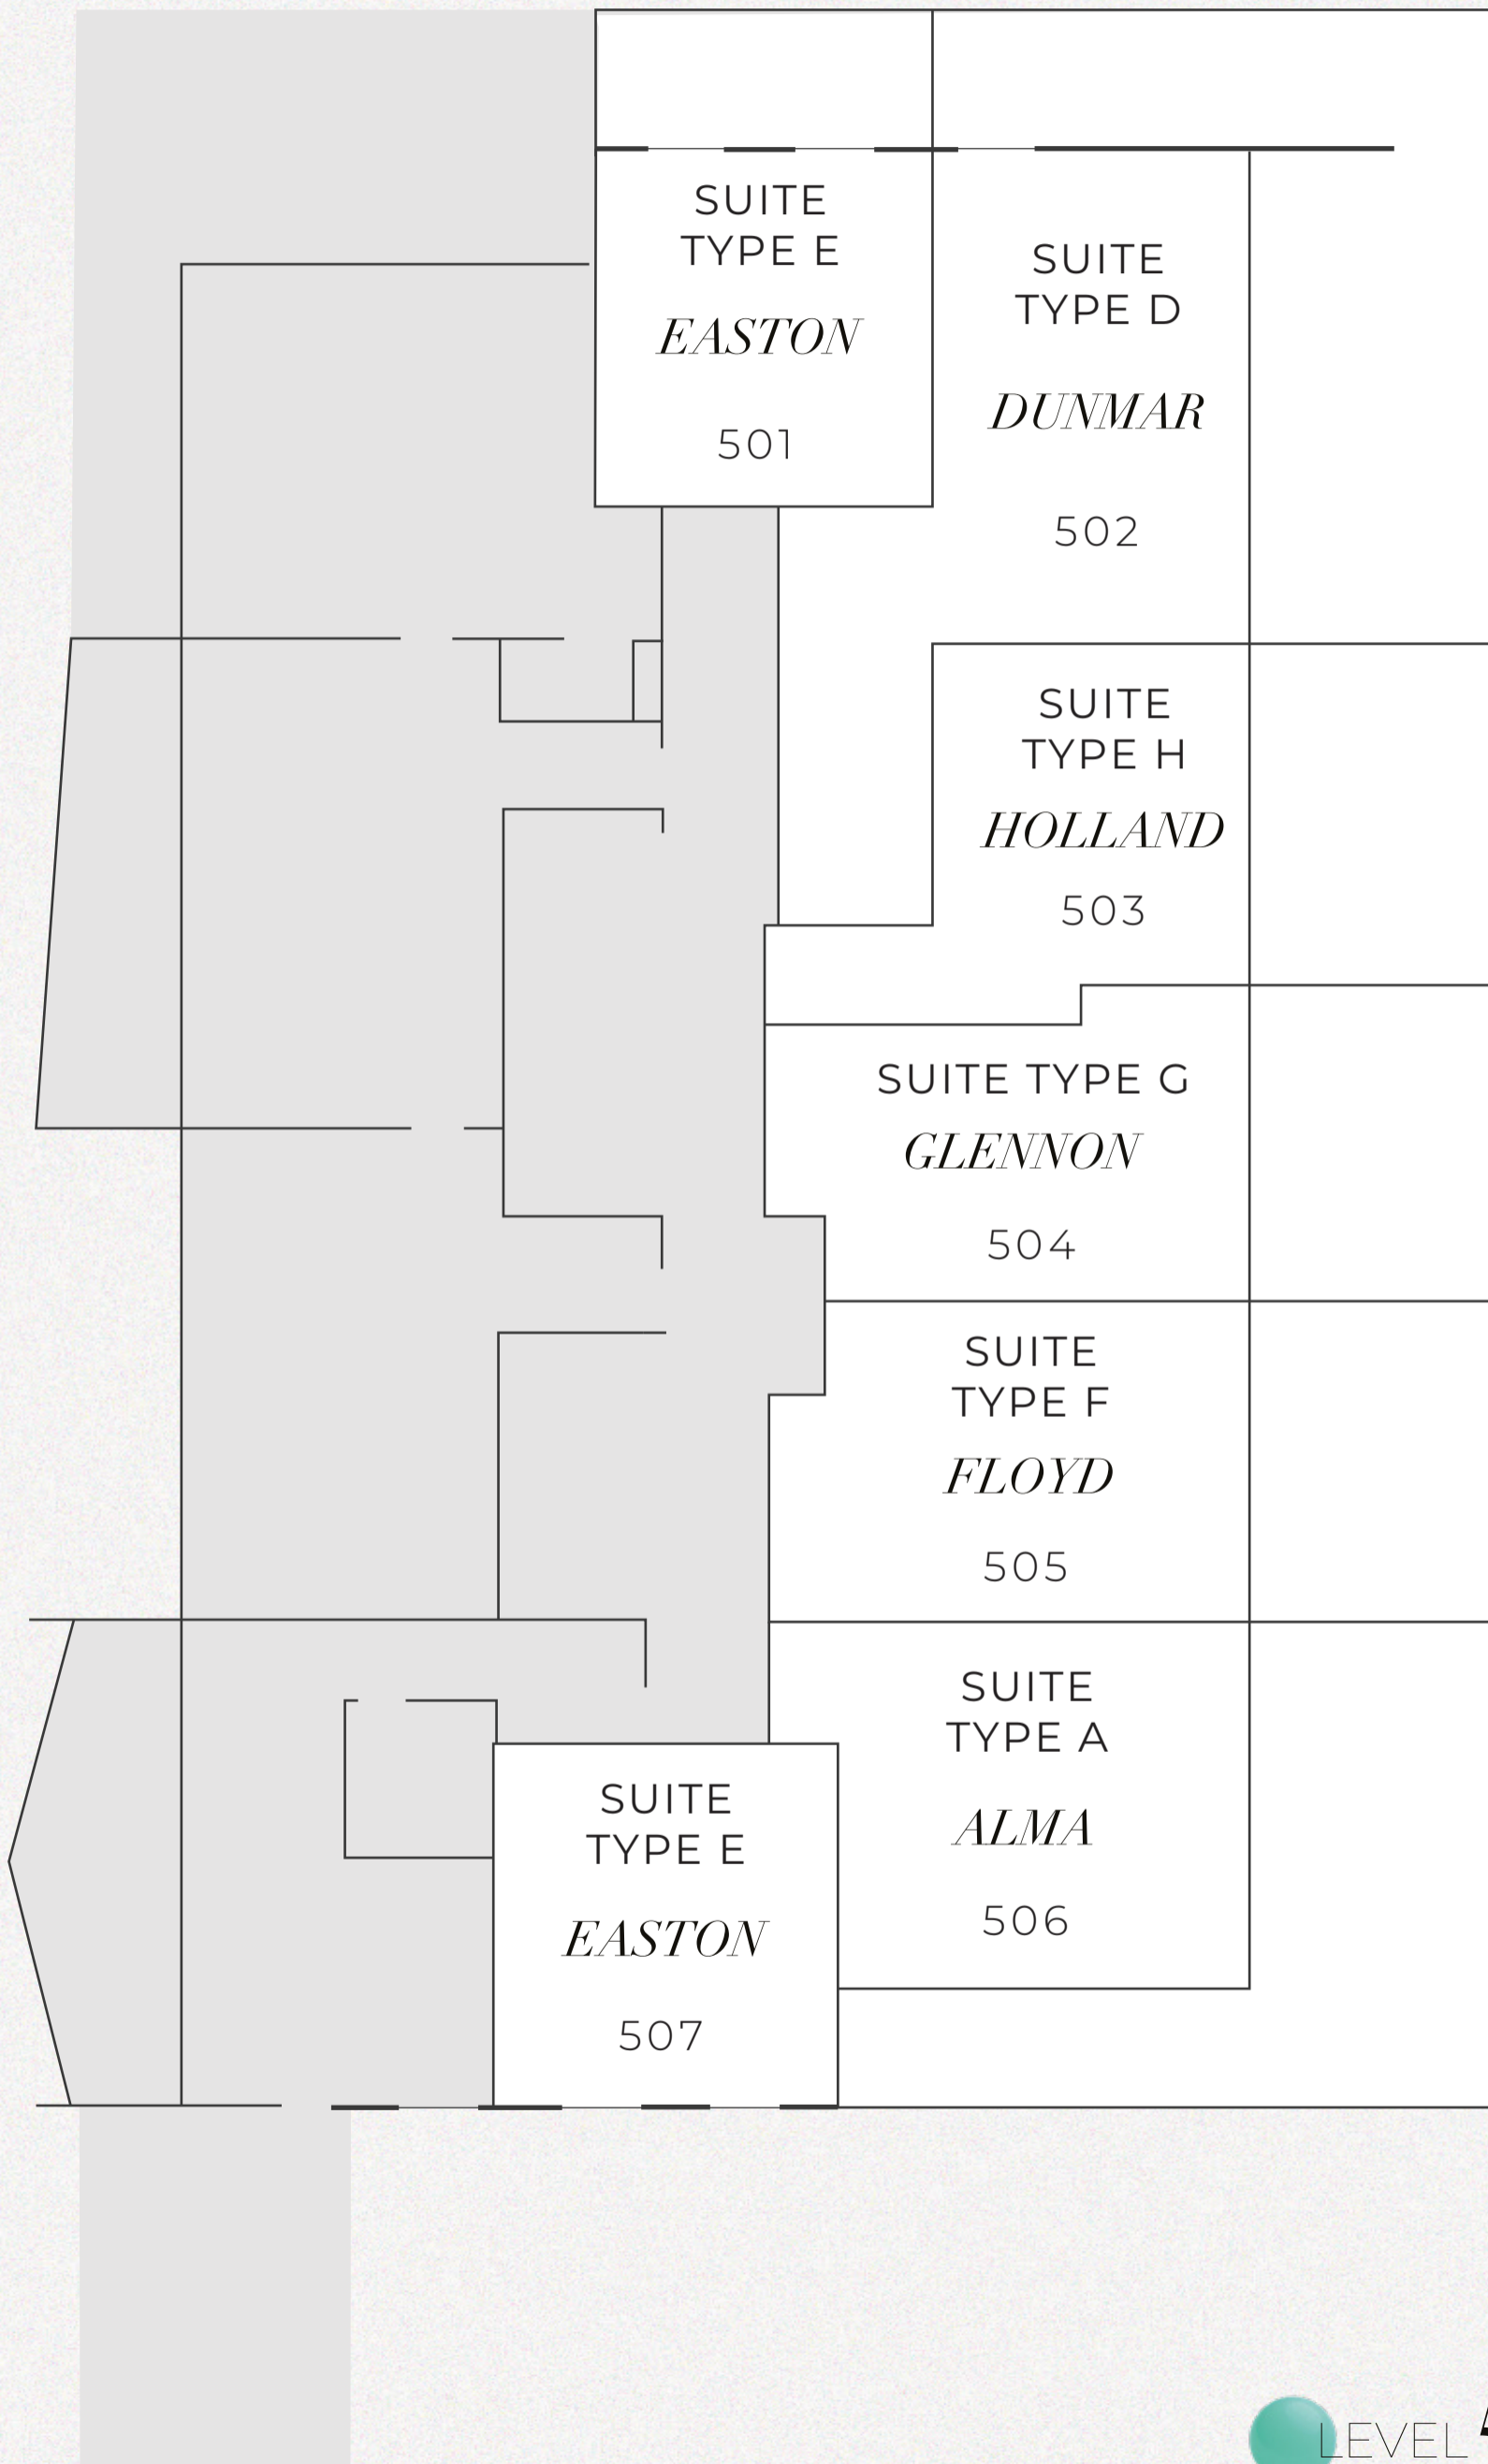 SUITE
TYPE E
EASTON
501
SUITE
TYPE D
DUNMAR
502
SUITE
TYPE H
HOLLAND
503
SUITE TYPE G
GLENNON
504
SUITE
TYPE F
FLOYD
505
SUITE
TYPE A
ALMA
506
SUITE
TYPE E
EASTON
507
LEVEL